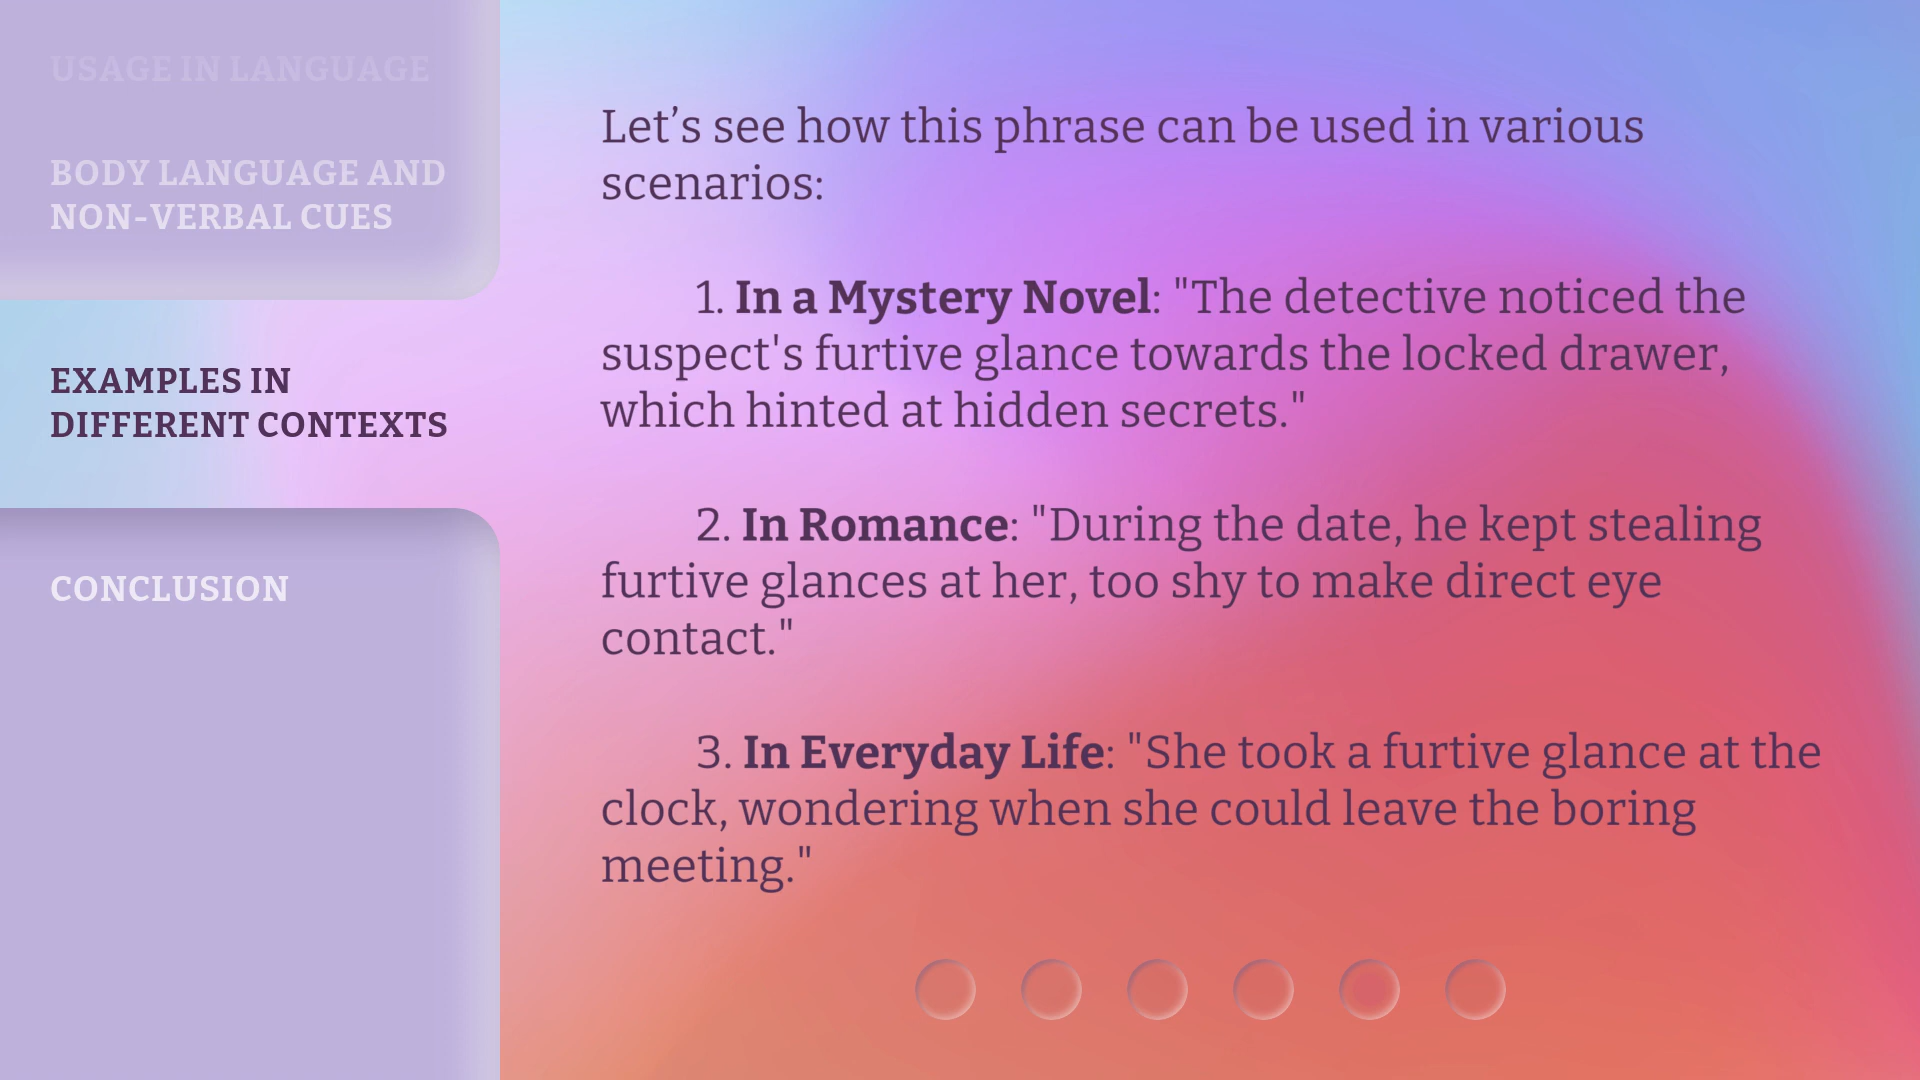 USAGE IN LANGUAGE
BODY LANGUAGE AND
NON-VERBAL CUES
EXAMPLES IN
DIFFERENT CONTEXTS
CONCLUSION
Let’s see how this phrase can be used in various
scenarios:
1. In a Mystery Novel: "The detective noticed the
suspect's furtive glance towards the locked drawer,
which hinted at hidden secrets."
2. In Romance: "During the date, he kept stealing
furtive glances at her, too shy to make direct eye
contact."
3. In Everyday Life: "She took a furtive glance at the
clock, wondering when she could leave the boring
meeting."